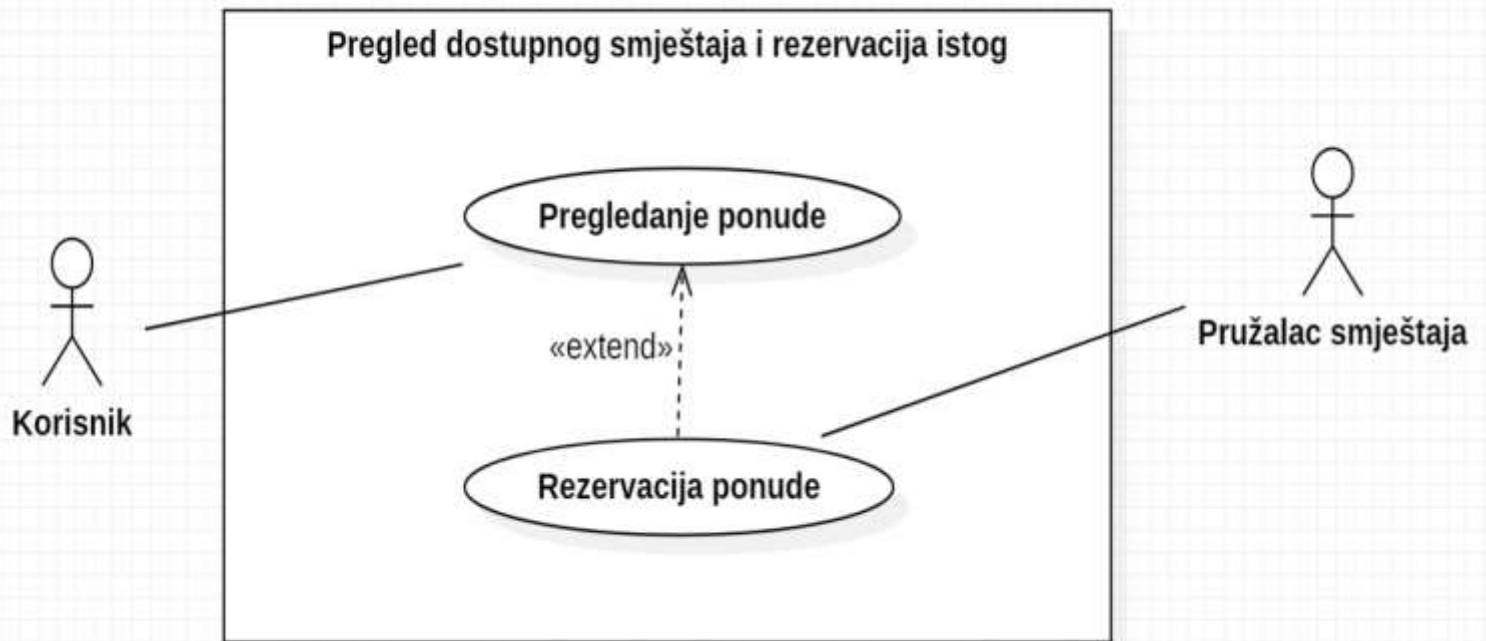 Pregled dostupnog smještaja i rezervacija istog
Pregledanje ponude
Pružalac smještaja
«extend»
Korisnik
Rezervacija ponude